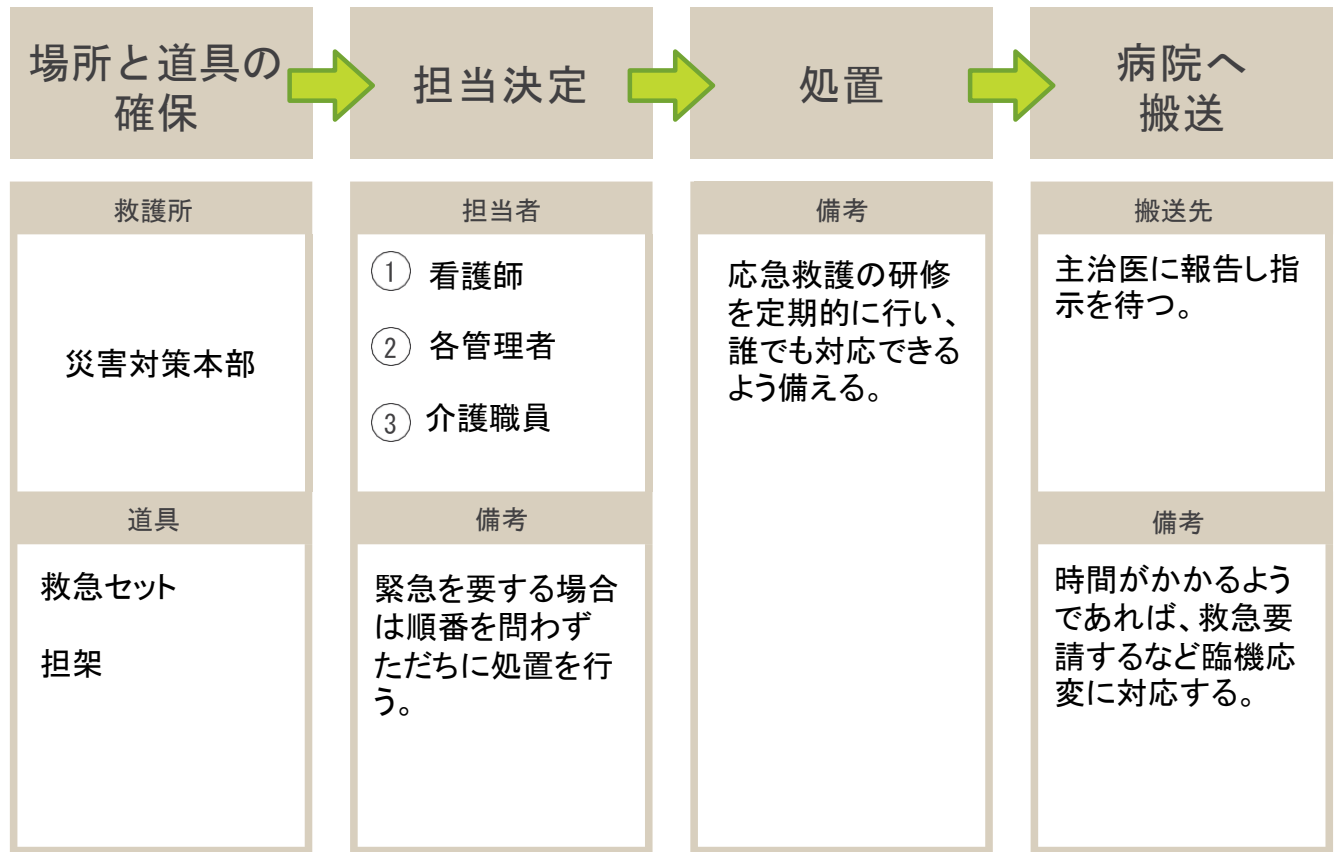 場所と道具の
確保
担当決定
処置
病院へ
搬送
救護所
災害対策本部
道具
救急セット
担架
担当者
① 看護師
② 各管理者
③ 介護職員
備考
緊急を要する場合
は順番を問わず
ただちに処置を行
う。
備考
応急救護の研修
を定期的に行い、
誰でも対応できる
よう備える。
搬送先
主治医に報告し指
示を待つ。
備考
時間がかかるよう
であれば、救急要
請するなど臨機応
変に対応する。